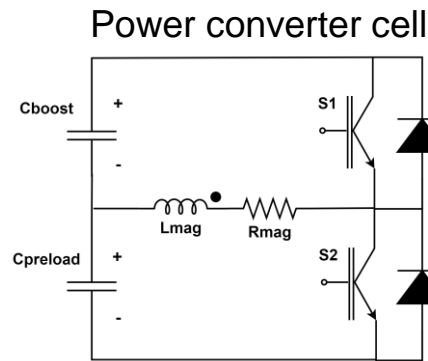 Power converter cell
Cboost
+
-
S1
Lmag
Rmag
Cpreload
+
-
S2